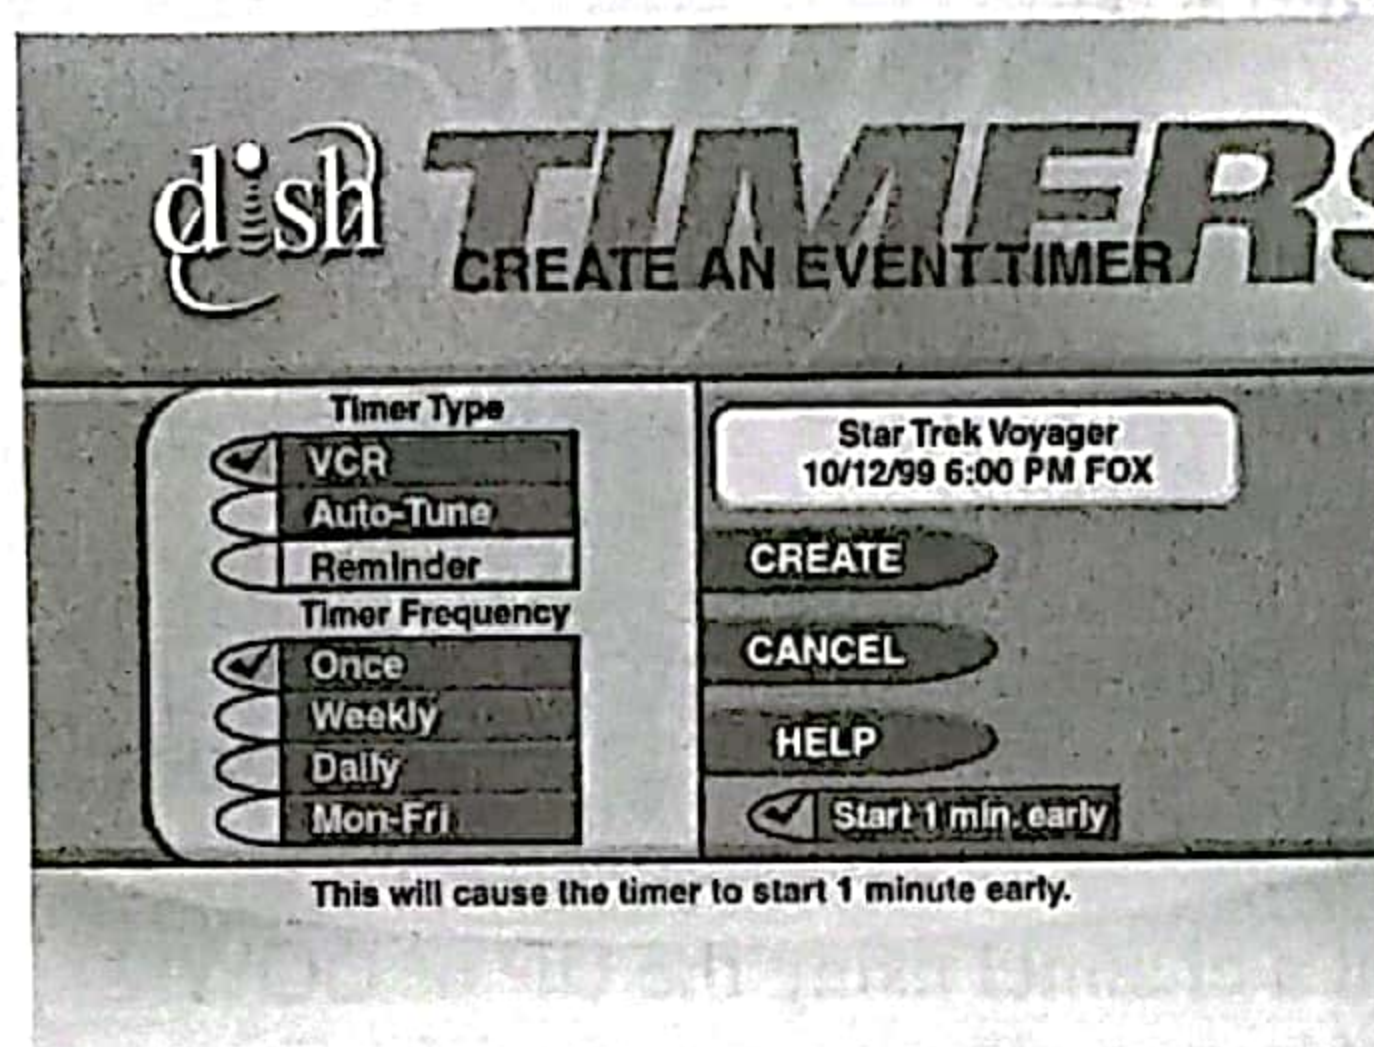 dish TIMERS
CREATE AN EVENT TIMER
Timer Type
VCR
Auto-Tune
Reminder
Timer Frequency
Once
Weekly
Daily
Mon-Fri
Star Trek Voyager
10/12/99 6:00 PM FOX
CREATE
CANCEL
HELP
Start 1 min. early
This will cause the timer to start 1 minute early.